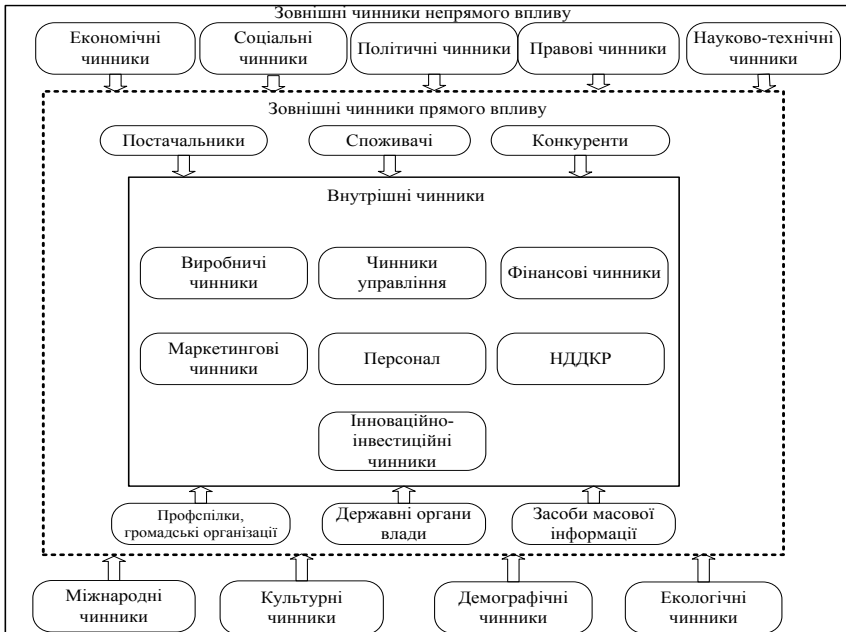 Зовнішні чинники непрямого впливу
Економічні
чинники
Соціальні
чинники
Політичні чинники
Правові чинники
Науково-технічні
чинники
Зовнішні чинники прямого впливу
Постачальники
Споживачі
Конкуренти
Внутрішні чинники
Виробничі
чинники
Чинники
управління
Фінансові чинники
Маркетингові
чинники
Персонал
НДДКР
Інноваційно-
інвестиційні
чинники
Профспілки,
громадські організації
Державні органи
влади
Засоби масової
інформації
Міжнародні
чинники
Культурні
чинники
Демографічні
чинники
Екологічні
чинники